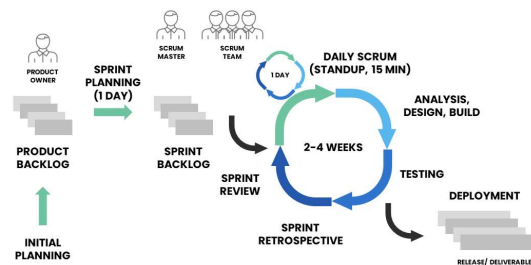 PRODUCT
OWNER
SPRINT
PLANNING
(1 DAY)
PRODUCT
BACKLOG
INITIAL
PLANNING
SCRUM
MASTER
SCRUM
TEAM
SPRINT
BACKLOG
1 DAY
DAILY SCRUM
(STANDUP, 15 MIN)
ANALYSIS,
DESIGN, BUILD
2-4 WEEKS
TESTING
SPRINT
REVIEW
SPRINT
RETROSPECTIVE
DEPLOYMENT
RELEASE/ DELIVERABLE